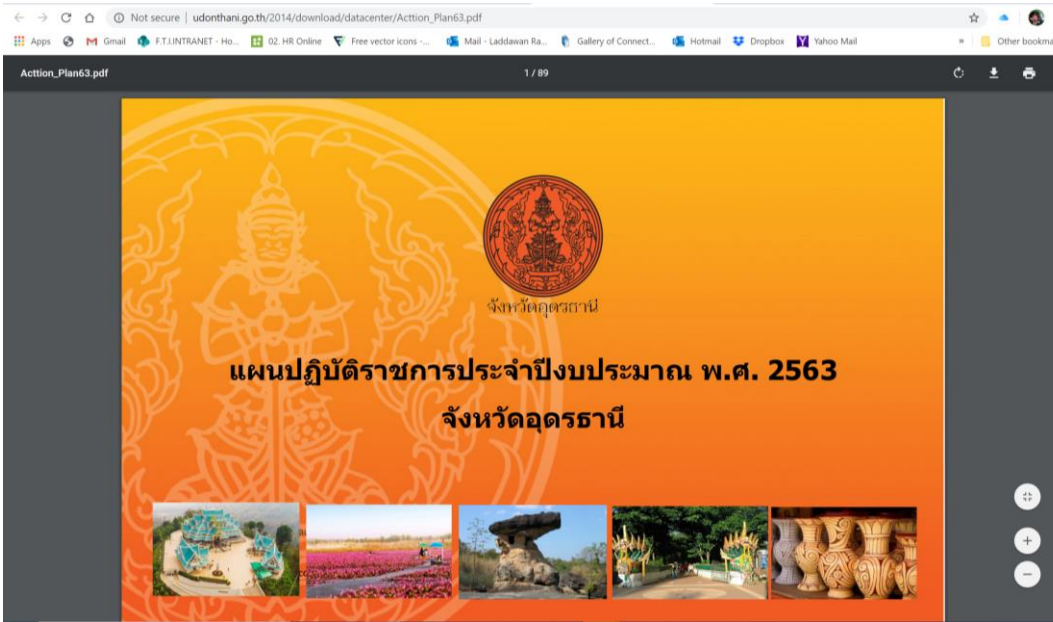 Not secure | udonthani.go.th/2014/download/datacenter/Acttion_Plan63.pdf
Apps Gmail F.T.I.INTRANET - Ho... 02. HR Online Free vector icons -... Mail - Laddawan Ra... Gallery of Connect... Hotmail Dropbox Yahoo Mail » Other bookma
Acttion_Plan63.pdf 1 / 89
จังหวัดอุดรธานี
แผนปฏิบัติราชการประจำปีงบประมาณ พ.ศ. 2563
จังหวัดอุดรธานี